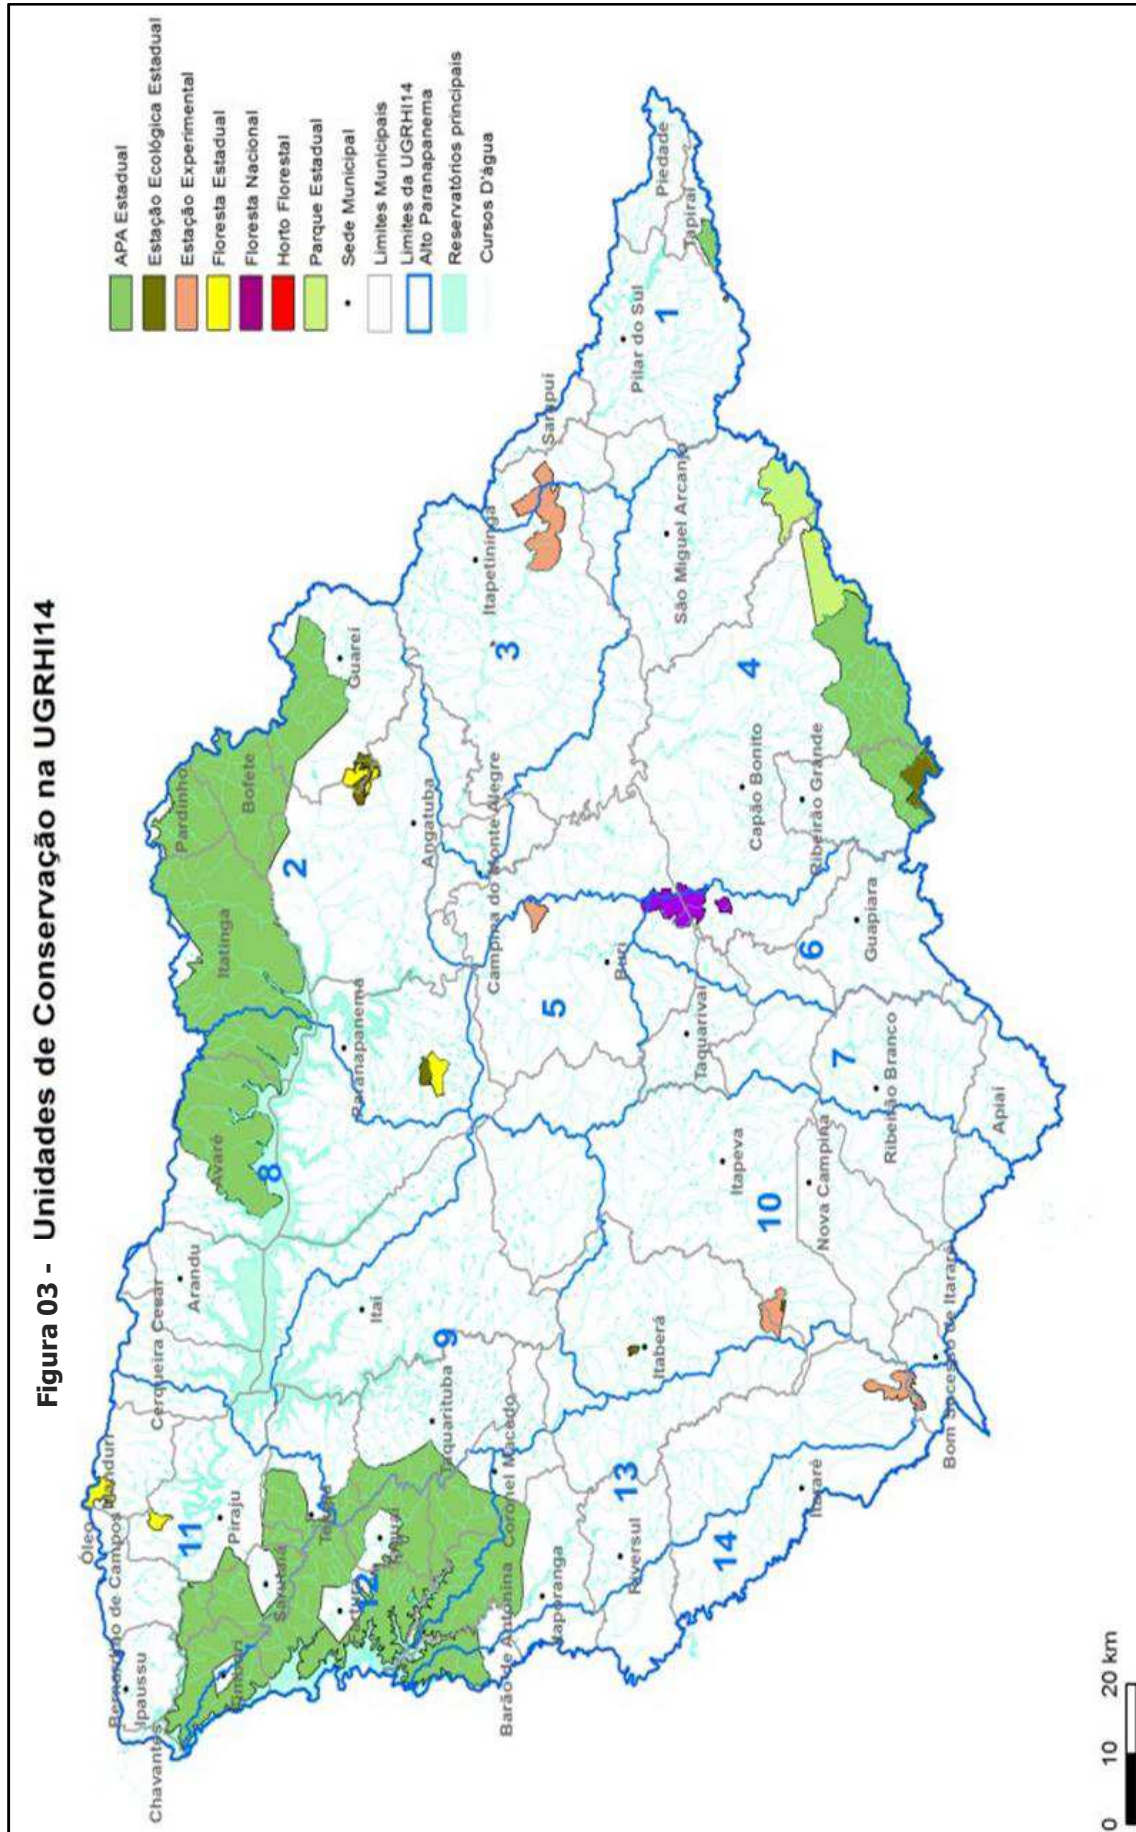 Figura 03 - Unidades de Conservação na UGRHI14
APA Estadual
Estação Ecológica Estadual
Estação Experimental
Floresta Estadual
Floresta Nacional
Horto Florestal
Parque Estadual
Sede Municipal
Limites Municipais
Limites da UGRHI14
Alto Paranapanema
Reservatórios principais
Cursos D'água
Piedade
Tapiraí
Pilar do Sul
1
Sarapuí
São Miguel Arcanjo
Itapetininga
3
4
Guareí
Pardinho
Bofete
2
Itatinga
Angatuba
Campina do Monte Alegre
Capão Bonito
Ribeirão Grande
Guapiara
6
Buri
5
Paranapanema
Taquarivaí
7
Ribeirão Branco
Apiaí
Avaré
8
Itapeva
10
Nova Campina
Arandu
Cerqueira Cesar
Itaí
9
Itaberá
Bom Sucesso de Itararé
Taquarituba
Coronel Macedo
13
Itararé
14
Riversul
Itaporanga
Barão de Antonina
Manduri
Óleo
11
Piraju
Bernardino de Campos
Sarutaiá
Tejupá
12
Timburi
Ipaussu
Chavantes
0 10 20 km